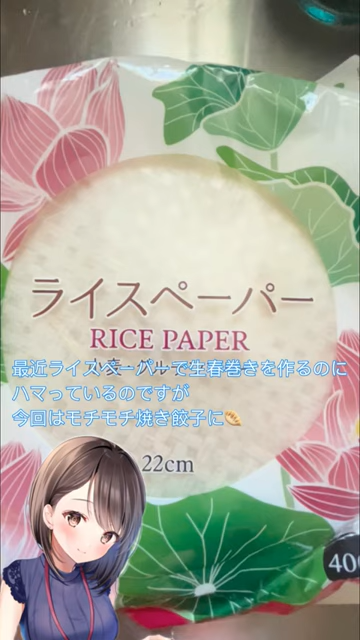 ライスペーパー
RICE PAPER
最近ライスペーパーで生春巻きを作るのに
ハマっているのですが
今回はモチモチ焼き餃子に🥟
22cm
400